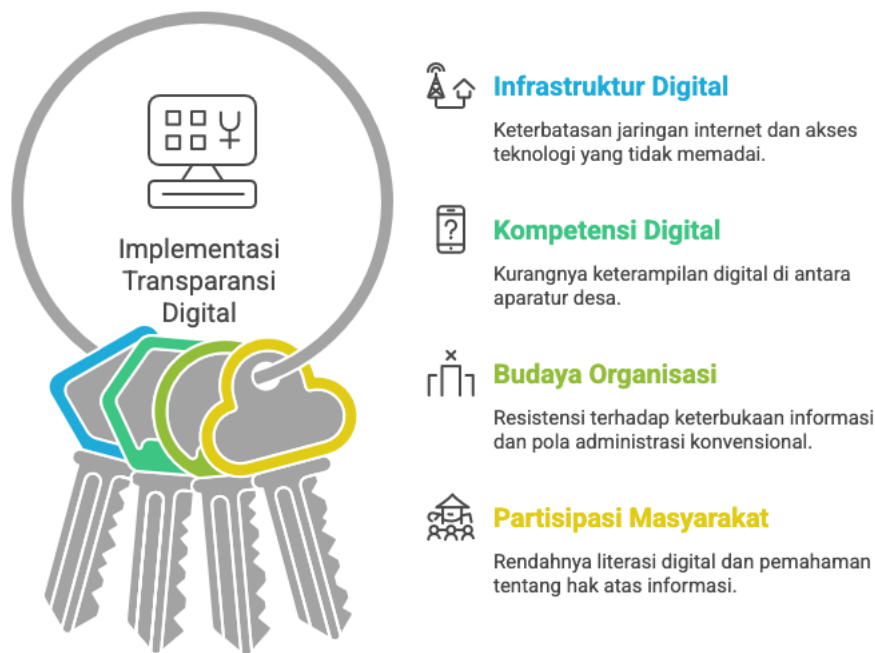 Implementasi
Transparansi
Digital
Infrastruktur Digital
Keterbatasan jaringan internet dan akses
teknologi yang tidak memadai.
Kompetensi Digital
Kurangnya keterampilan digital di antara
aparatur desa.
Budaya Organisasi
Resistensi terhadap keterbukaan informasi
dan pola administrasi konvensional.
Partisipasi Masyarakat
Rendahnya literasi digital dan pemahaman
tentang hak atas informasi.